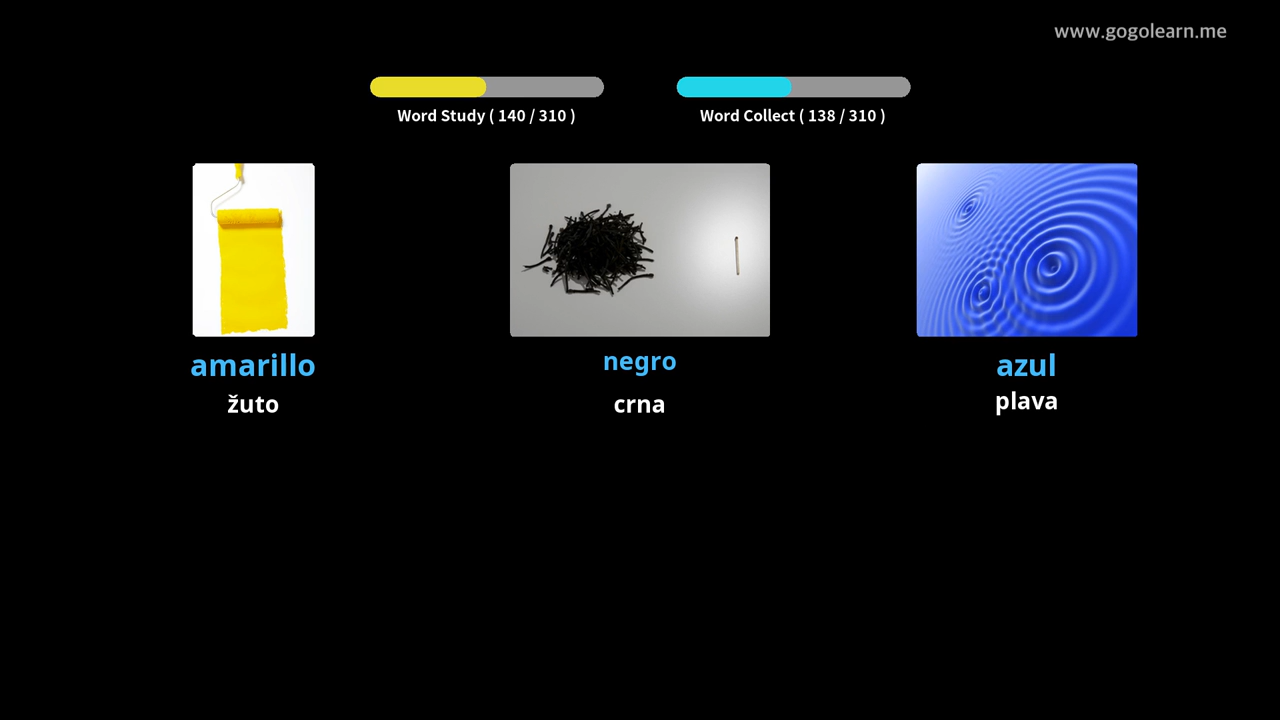 www.gogolearn.me
Word Study ( 140 / 310 )
Word Collect ( 138 / 310 )
amarillo
žuto
negro
crna
azul
plava